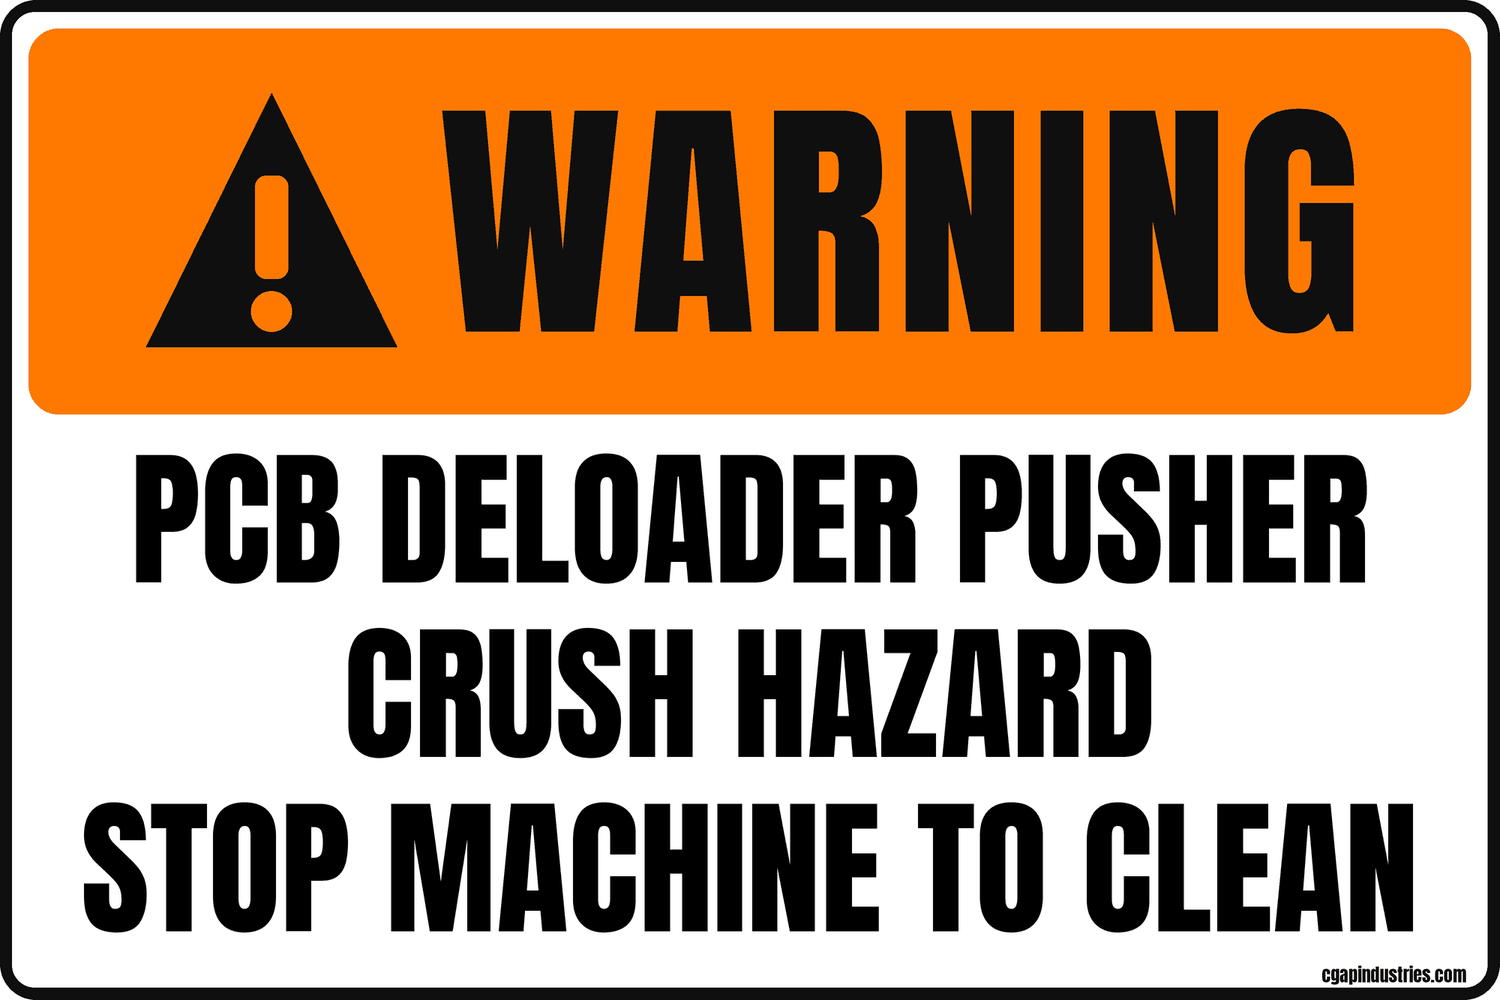 WARNING
PCB DELOADER PUSHER
CRUSH HAZARD
STOP MACHINE TO CLEAN
cgapindustries.com